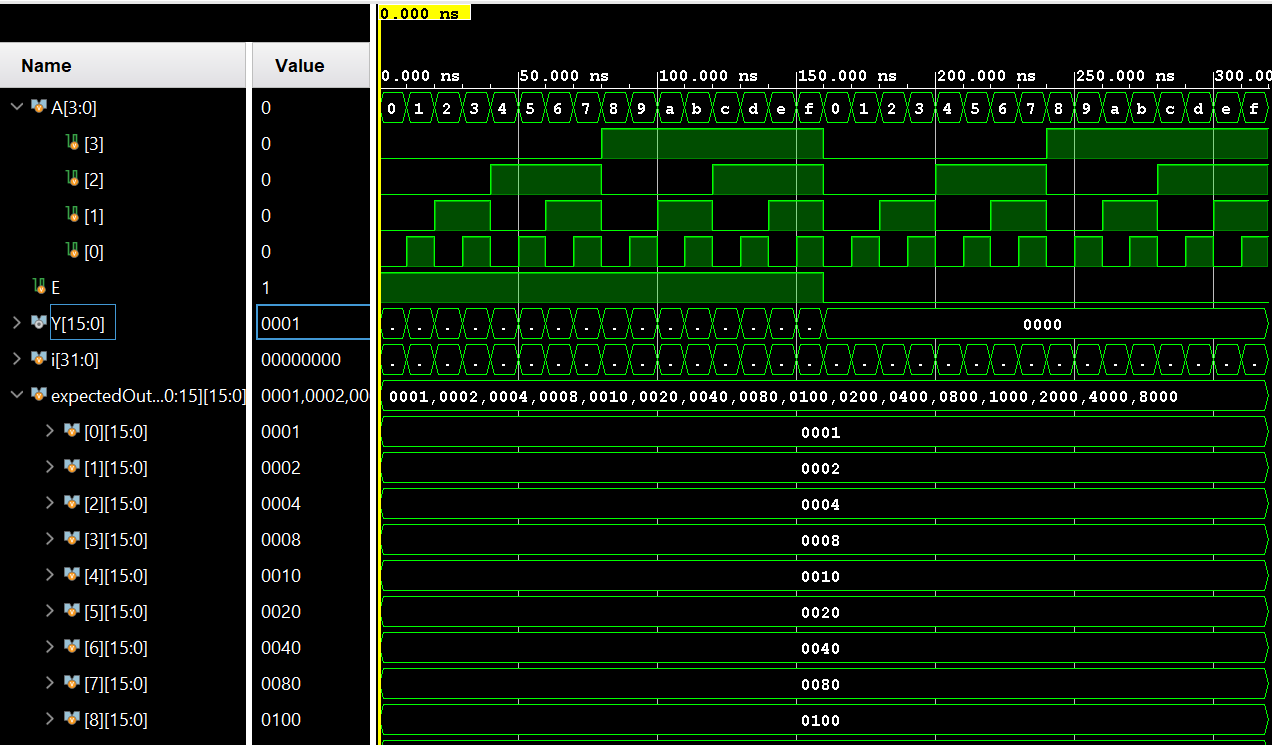 0.000 ns
Name Value
0.000 ns 50.000 ns 100.000 ns 150.000 ns 200.000 ns 250.000 ns 300.00
A[3:0] 0 0 1 2 3 4 5 6 7 8 9 a b c d e f 0 1 2 3 4 5 6 7 8 9 a b c d e f
[3] 0
[2] 0
[1] 0
[0] 0
E 1
Y[15:0] 0001 . . . . . . . . . . . . . . . . 0000
i[31:0] 00000000 . . . . . . . . . . . . . . . . . . . . . . . . . . . . . . . .
expectedOut...0:15][15:0] 0001,0002,00 0001,0002,0004,0008,0010,0020,0040,0080,0100,0200,0400,0800,1000,2000,4000,8000
[0][15:0] 0001 0001
[1][15:0] 0002 0002
[2][15:0] 0004 0004
[3][15:0] 0008 0008
[4][15:0] 0010 0010
[5][15:0] 0020 0020
[6][15:0] 0040 0040
[7][15:0] 0080 0080
[8][15:0] 0100 0100